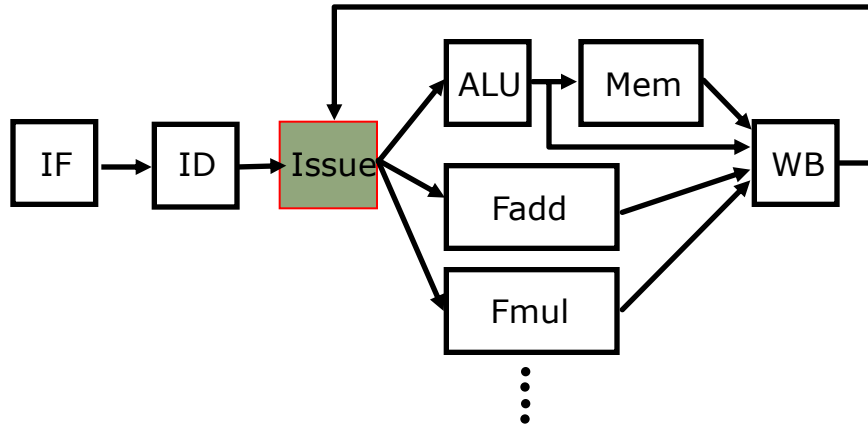 IF
ID
Issue
ALU
Mem
WB
Fadd
Fmul